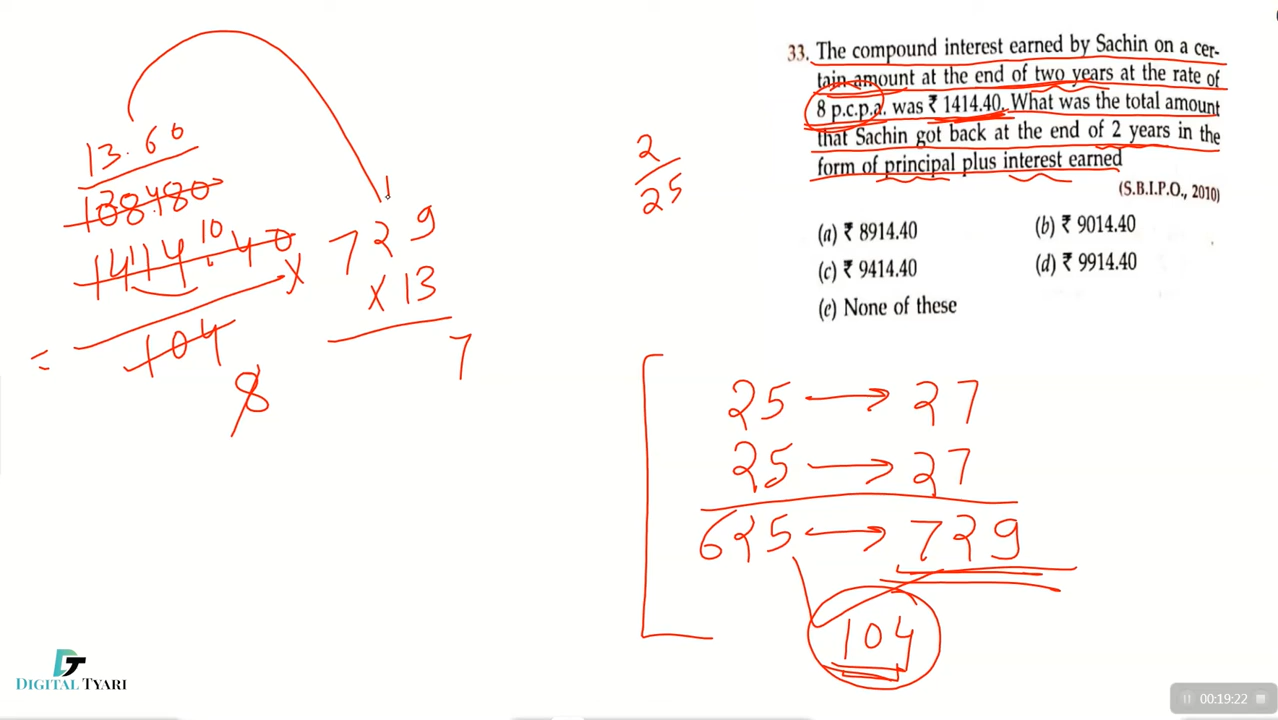 33. The compound interest earned by Sachin on a cer-
tain amount at the end of two years at the rate of
8 p.c.p.a. was ₹ 1414.40. What was the total amount
that Sachin got back at the end of 2 years in the
form of principal plus interest earned
(S.B.I.P.O., 2010)
(a) ₹ 8914.40 (b) ₹ 9014.40
(c) ₹ 9414.40 (d) ₹ 9914.40
(e) None of these
2
25
13.60
1414.40 X
= 104
8
1
729
X 13
7
25 → 27
25 → 27
625 → 729
104
DIGITAL TYARI
00:19:22